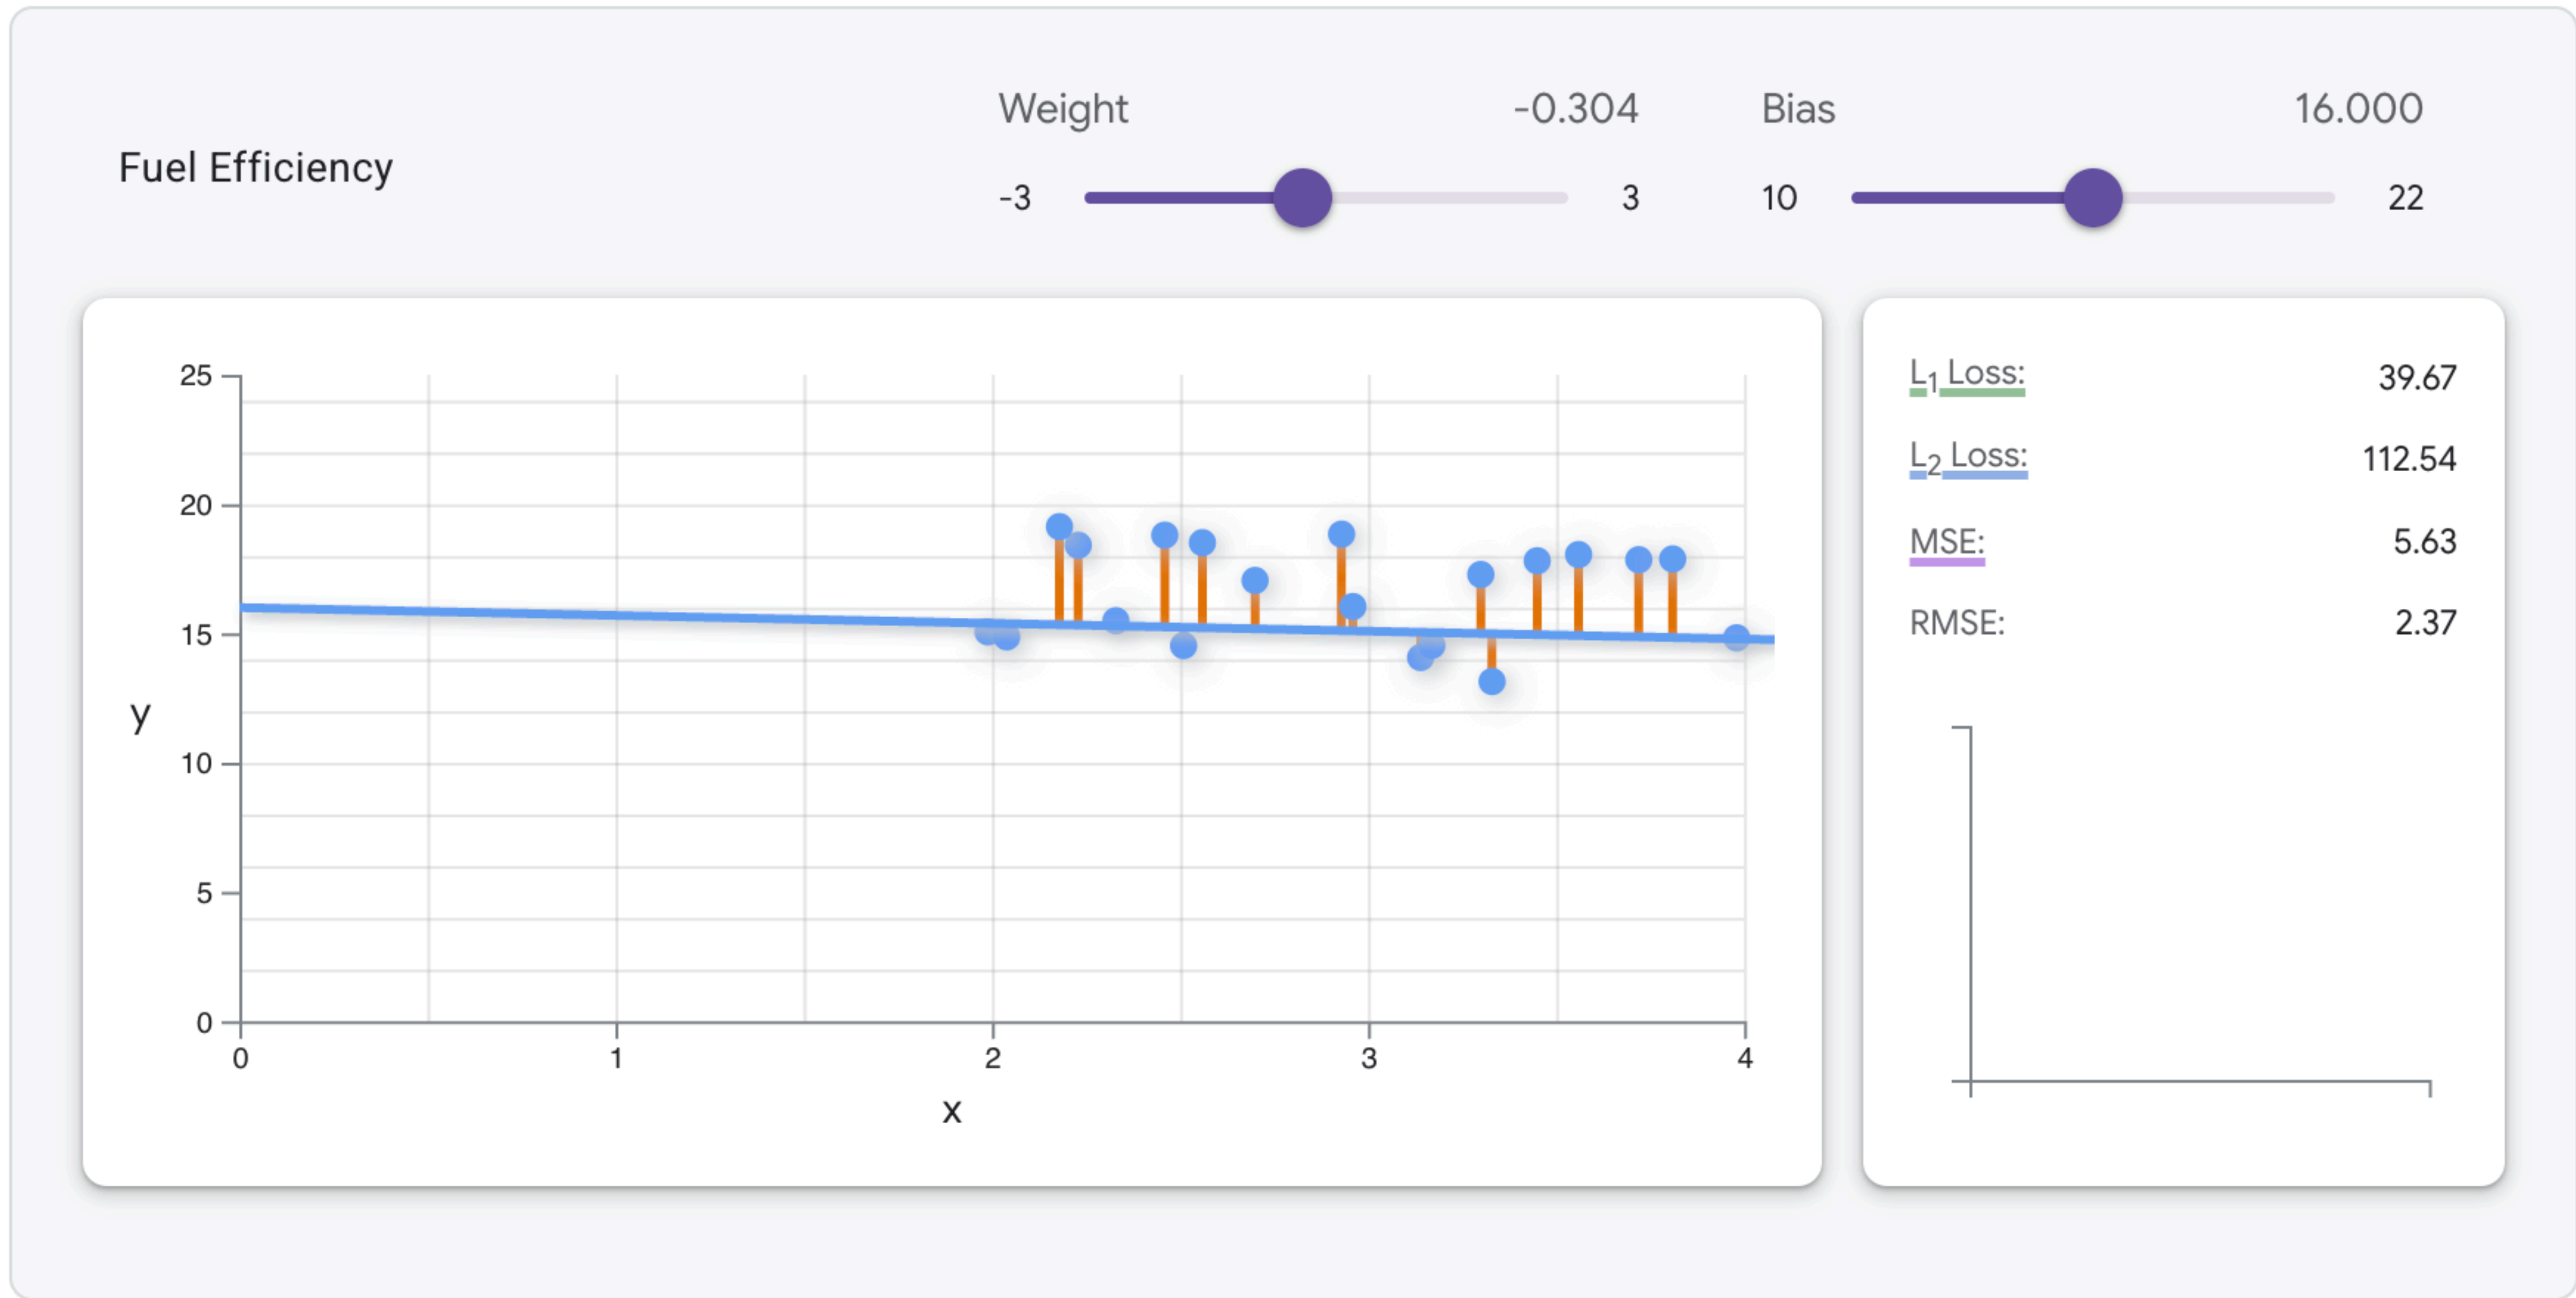 Weight -0.304 Bias 16.000
Fuel Efficiency
-3 3 10 22
25
20
15
10
5
0
y
0 1 2 3 4
x
L1 Loss: 39.67
L2 Loss: 112.54
MSE: 5.63
RMSE: 2.37